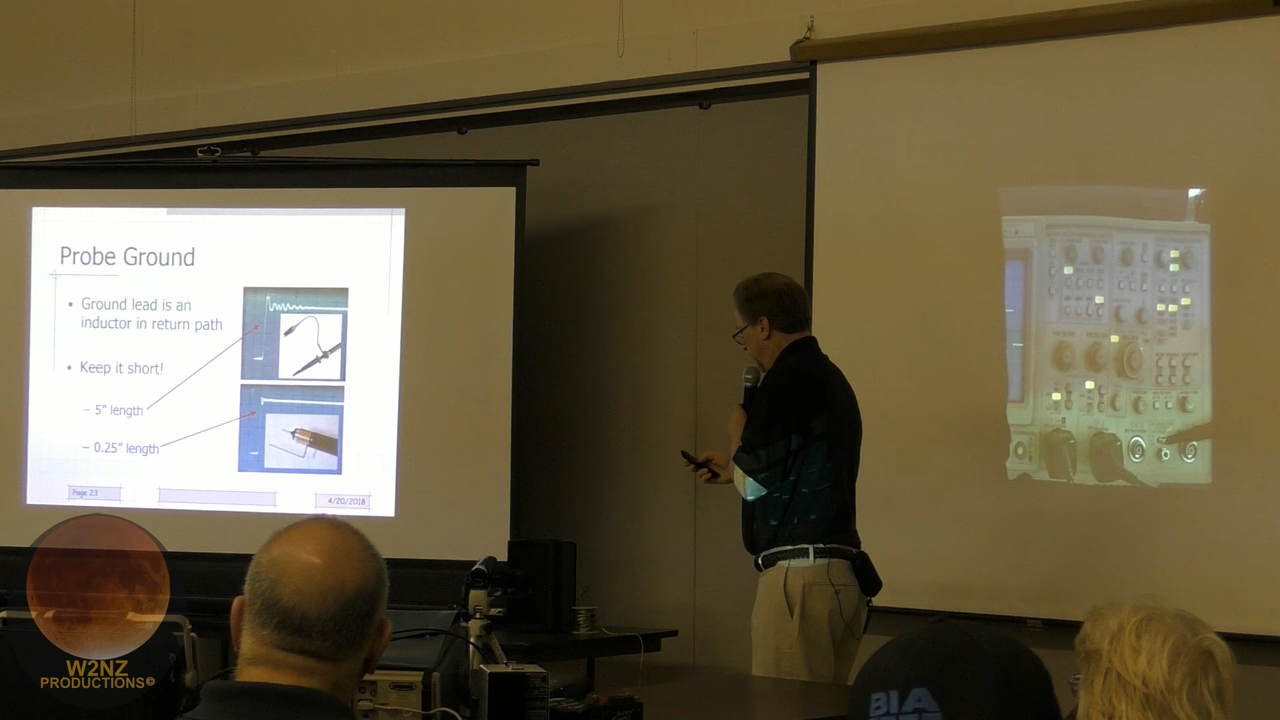 Probe Ground
• Ground lead is an
inductor in return path
• Keep it short!
– 5" length
– 0.25" length
Page 23
4/20/2018
W2NZ
PRODUCTIONS©
BIA